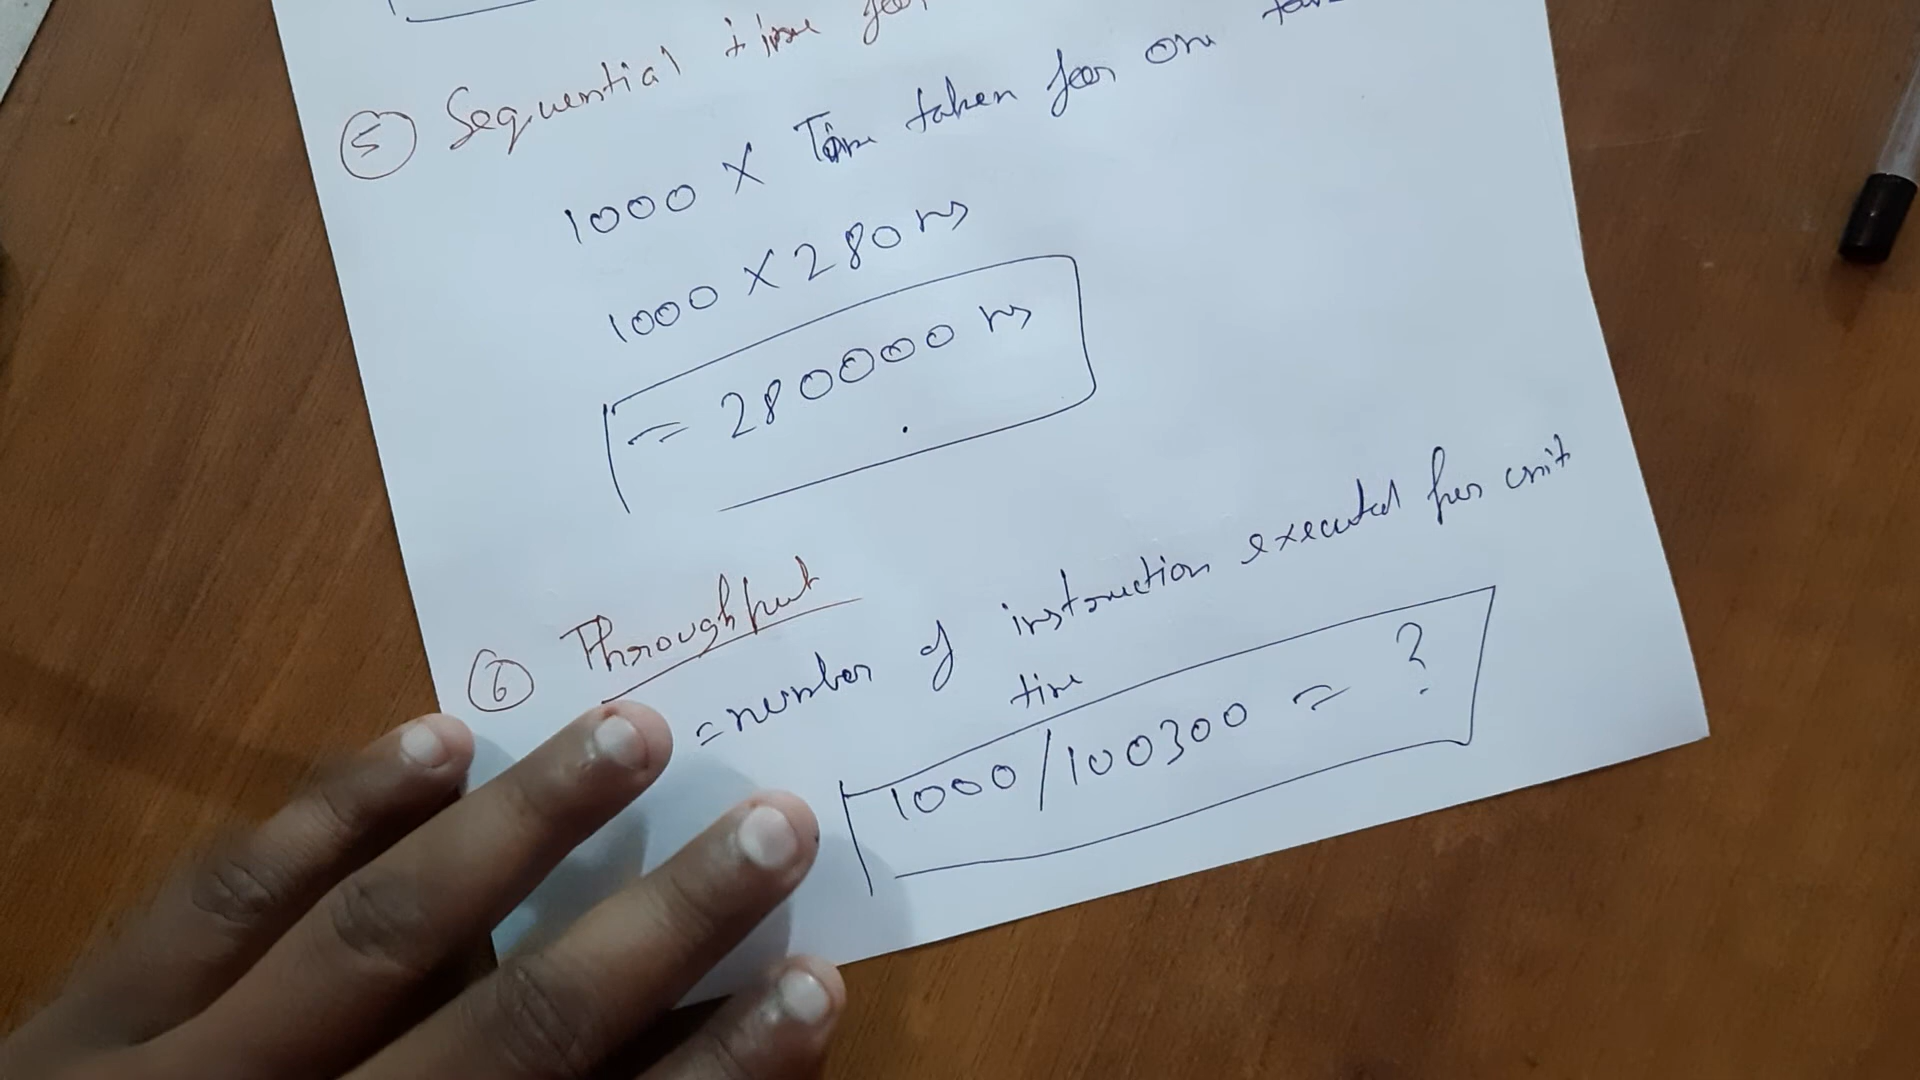 5 Sequential time for
1000 X Time taken for one
1000 X 280 ns
= 280000 ns
6 Throughput
= number of instruction executed per unit
time
1000/100300 = ?